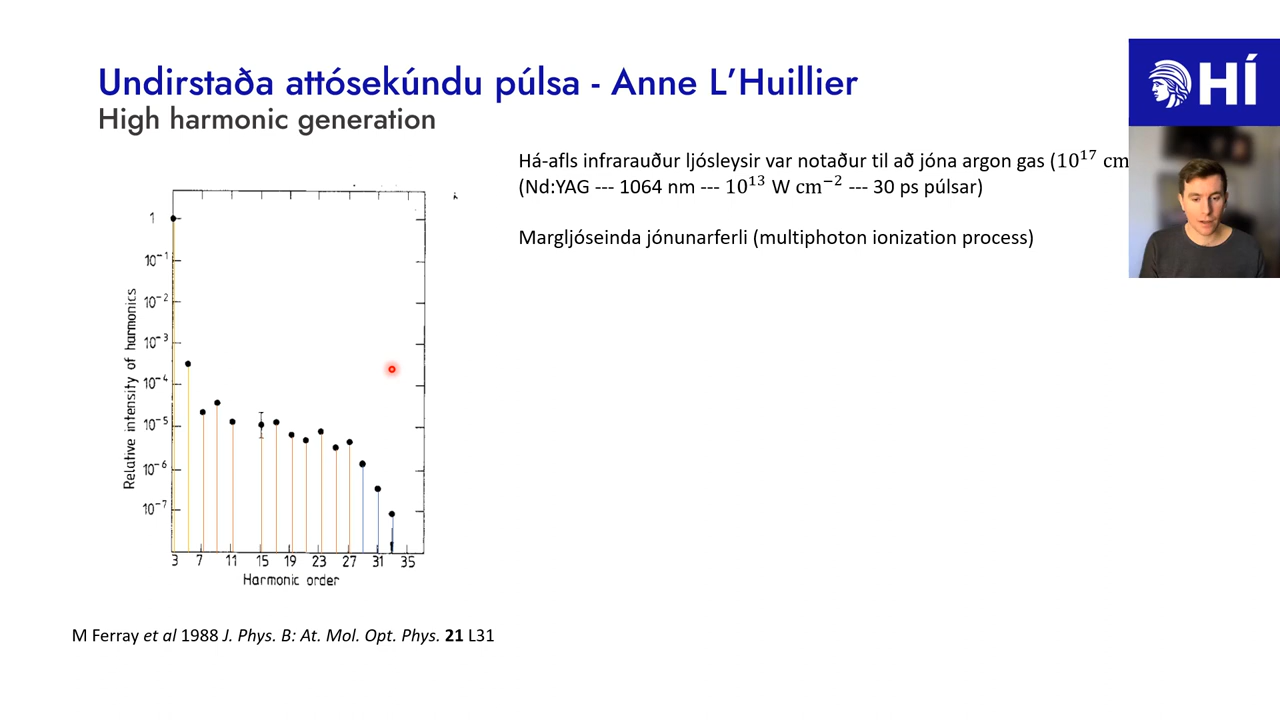 Undirstaða attósekúndu púlsa - Anne L'Huillier
High harmonic generation
HÍ
Há-afls infrarauður ljósleysir var notaður til að jóna argon gas (10¹⁷ cm
(Nd:YAG --- 1064 nm --- 10¹³ W cm⁻² --- 30 ps púlsar)
Margljóseinda jónunarferli (multiphoton ionization process)
Relative intensity of harmonics
1
10⁻¹
10⁻²
10⁻³
10⁻⁴
10⁻⁵
10⁻⁶
10⁻⁷
3 7 11 15 19 23 27 31 35
Harmonic order
M Ferray et al 1988 J. Phys. B: At. Mol. Opt. Phys. 21 L31